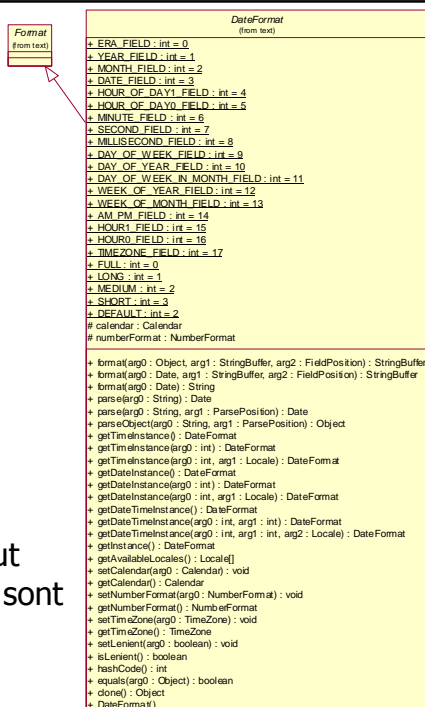 Format
(from text)
DateFormat
(from text)
+ ERA_FIELD : int = 0
+ YEAR_FIELD : int = 1
+ MONTH_FIELD : int = 2
+ DATE_FIELD : int = 3
+ HOUR_OF_DAY1_FIELD : int = 4
+ HOUR_OF_DAY0_FIELD : int = 5
+ MINUTE_FIELD : int = 6
+ SECOND_FIELD : int = 7
+ MILLISECOND_FIELD : int = 8
+ DAY_OF_WEEK_FIELD : int = 9
+ DAY_OF_YEAR_FIELD : int = 10
+ DAY_OF_WEEK_IN_MONTH_FIELD : int = 11
+ WEEK_OF_YEAR_FIELD : int = 12
+ WEEK_OF_MONTH_FIELD : int = 13
+ AM_PM_FIELD : int = 14
+ HOUR1_FIELD : int = 15
+ HOUR0_FIELD : int = 16
+ TIMEZONE_FIELD : int = 17
+ FULL : int = 0
+ LONG : int = 1
+ MEDIUM : int = 2
+ SHORT : int = 3
+ DEFAULT : int = 2
# calendar : Calendar
# numberFormat : NumberFormat
+ format(arg0 : Object, arg1 : StringBuffer, arg2 : FieldPosition) : StringBuffer
+ format(arg0 : Date, arg1 : StringBuffer, arg2 : FieldPosition) : StringBuffer
+ format(arg0 : Date) : String
+ parse(arg0 : String) : Date
+ parse(arg0 : String, arg1 : ParsePosition) : Date
+ parseObject(arg0 : String, arg1 : ParsePosition) : Object
+ getTimeInstance() : DateFormat
+ getTimeInstance(arg0 : int) : DateFormat
+ getTimeInstance(arg0 : int, arg1 : Locale) : DateFormat
+ getDateInstance() : DateFormat
+ getDateInstance(arg0 : int) : DateFormat
+ getDateInstance(arg0 : int, arg1 : Locale) : DateFormat
+ getDateTimeInstance() : DateFormat
+ getDateTimeInstance(arg0 : int, arg1 : int) : DateFormat
+ getDateTimeInstance(arg0 : int, arg1 : int, arg2 : Locale) : DateFormat
+ getInstance() : DateFormat
+ getAvailableLocales() : Locale[]
+ setCalendar(arg0 : Calendar) : void
+ getCalendar() : Calendar
+ setNumberFormat(arg0 : NumberFormat) : void
+ getNumberFormat() : NumberFormat
+ setTimeZone(arg0 : TimeZone) : void
+ getTimeZone() : TimeZone
+ setLenient(arg0 : boolean) : void
+ isLenient() : boolean
+ hashCode() : int
+ equals(arg0 : Object) : boolean
+ clone() : Object
+ DateFormat()
ut
sont